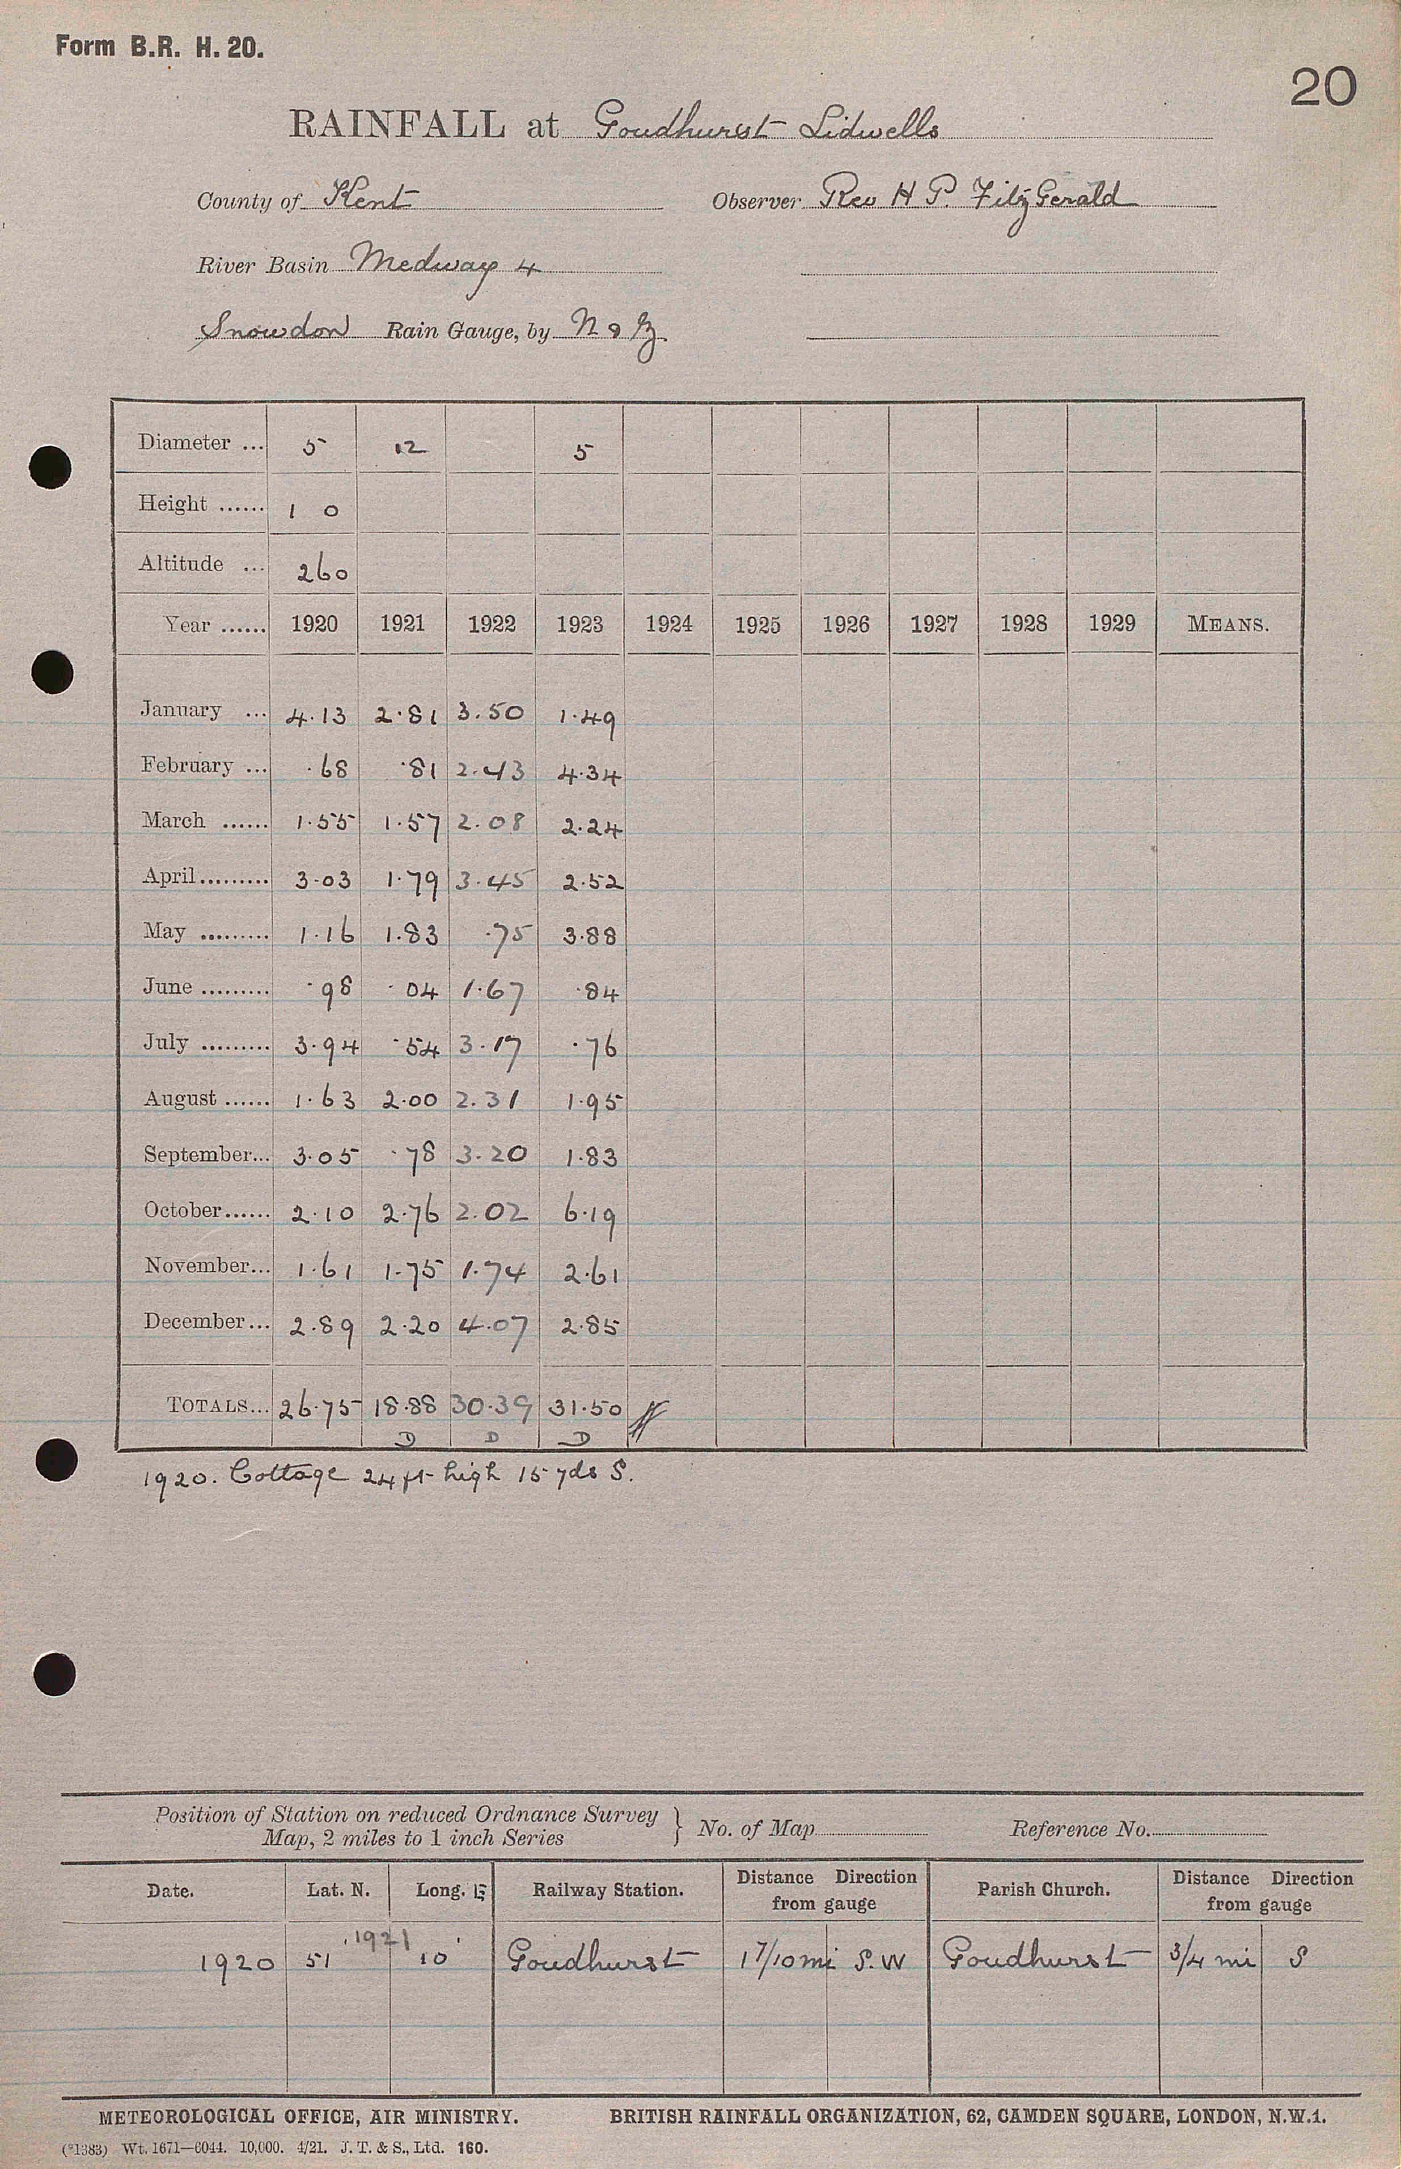 Form B.R. H. 20.
20
RAINFALL at Goudhurst Lidwells
County of Kent Observer Rev H P. FitzGerald
River Basin Medway 4
Snowdon Rain Gauge, by N & Z
Diameter ... 5 12 5
Height ...... 1 0
Altitude ... 260
Year ...... 1920 1921 1922 1923 1924 1925 1926 1927 1928 1929 MEANS.
January ... 4.13 2.81 3.50 1.49
February ... .68 .81 2.43 4.34
March ...... 1.55 1.57 2.08 2.24
April......... 3.03 1.79 3.45 2.52
May ......... 1.16 1.83 .75 3.88
June ......... .98 .04 1.67 .84
July ......... 3.94 .54 3.17 .76
August ...... 1.63 2.00 2.31 1.95
September... 3.05 .78 3.20 1.83
October...... 2.10 2.76 2.02 6.19
November... 1.61 1.75 1.74 2.61
December... 2.89 2.20 4.07 2.85
TOTALS... 26.75 18.88 30.39 31.50
D D D
1920. Cottage 24 ft high 15 yds S.
Position of Station on reduced Ordnance Survey
Map, 2 miles to 1 inch Series } No. of Map Reference No.
Date. Lat. N. Long. E Railway Station. Distance Direction from gauge Parish Church. Distance Direction from gauge
1921
1920 51 10' Goudhurst 1 7/10 mi S.W Goudhurst 3/4 mi S
METEOROLOGICAL OFFICE, AIR MINISTRY. BRITISH RAINFALL ORGANIZATION, 62, CAMDEN SQUARE, LONDON, N.W.1.
(*1383) Wt. 1671—6044. 10,000. 4/21. J. T. & S., Ltd. 160.